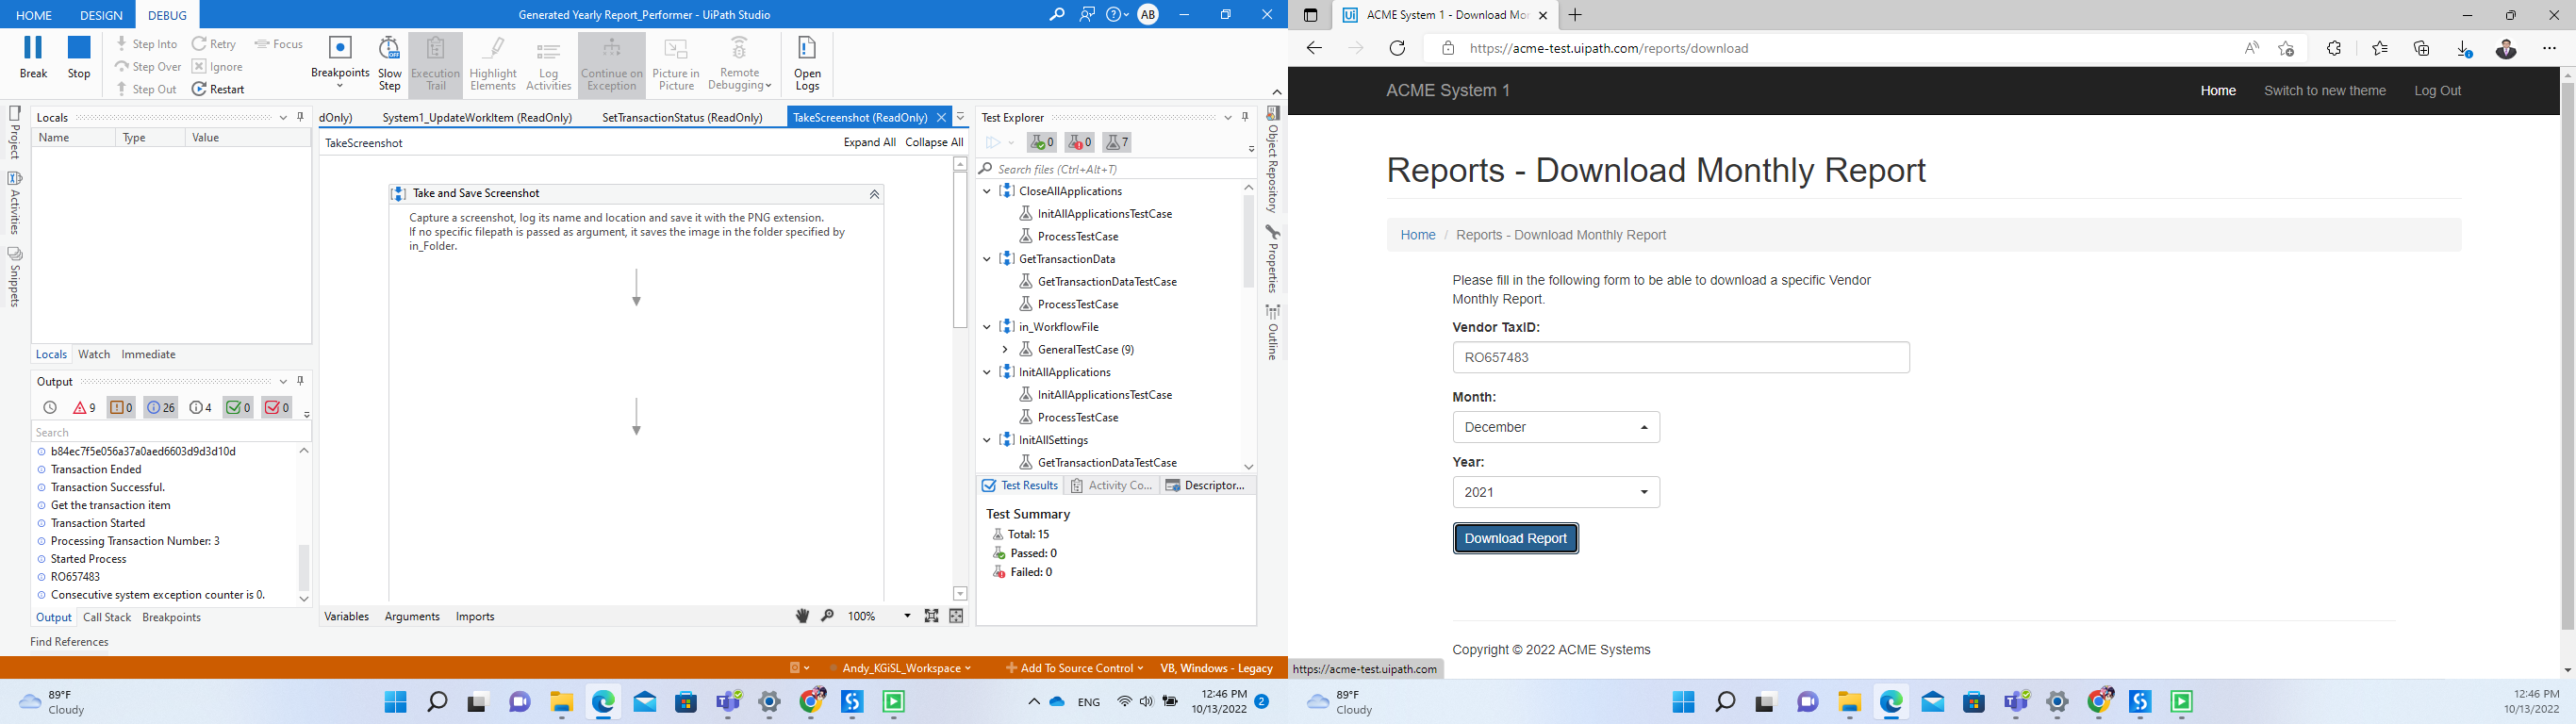 HOME DESIGN DEBUG Generated Yearly Report_Performer - UiPath Studio AB
Break Stop Step Into Step Over Step Out Retry Ignore Restart Focus Breakpoints Slow Step Execution Trail Highlight Elements Log Activities Continue on Exception Picture in Picture Remote Debugging Open Logs
Project
Activities
Snippets
Locals
Name Type Value
Locals Watch Immediate
Output
9 0 26 4 0 0
Search
b84ec7f5e056a37a0aed6603d9d3d10d
Transaction Ended
Transaction Successful.
Get the transaction item
Transaction Started
Processing Transaction Number: 3
Started Process
RO657483
Consecutive system exception counter is 0.
Output Call Stack Breakpoints
Find References
dOnly) System1_UpdateWorkItem (ReadOnly) SetTransactionStatus (ReadOnly) TakeScreenshot (ReadOnly)
TakeScreenshot Expand All Collapse All
Take and Save Screenshot
Capture a screenshot, log its name and location and save it with the PNG extension.
If no specific filepath is passed as argument, it saves the image in the folder specified by
in_Folder.
Variables Arguments Imports 100%
Test Explorer
0 0 7
Search files (Ctrl+Alt+T)
CloseAllApplications
InitAllApplicationsTestCase
ProcessTestCase
GetTransactionData
GetTransactionDataTestCase
ProcessTestCase
in_WorkflowFile
GeneralTestCase (9)
InitAllApplications
InitAllApplicationsTestCase
ProcessTestCase
InitAllSettings
GetTransactionDataTestCase
Test Results Activity Co... Descriptor...
Test Summary
Total: 15
Passed: 0
Failed: 0
Object Repository
Properties
Outline
Andy_KGiSL_Workspace Add To Source Control VB, Windows - Legacy
89°F
Cloudy
ENG
12:46 PM
10/13/2022
2
Ui ACME System 1 - Download Mor
https://acme-test.uipath.com/reports/download
ACME System 1 Home Switch to new theme Log Out
Reports - Download Monthly Report
Home / Reports - Download Monthly Report
Please fill in the following form to be able to download a specific Vendor
Monthly Report.
Vendor TaxID:
RO657483
Month:
December
Year:
2021
Download Report
Copyright © 2022 ACME Systems
https://acme-test.uipath.com
89°F
Cloudy
12:46 PM
10/13/2022